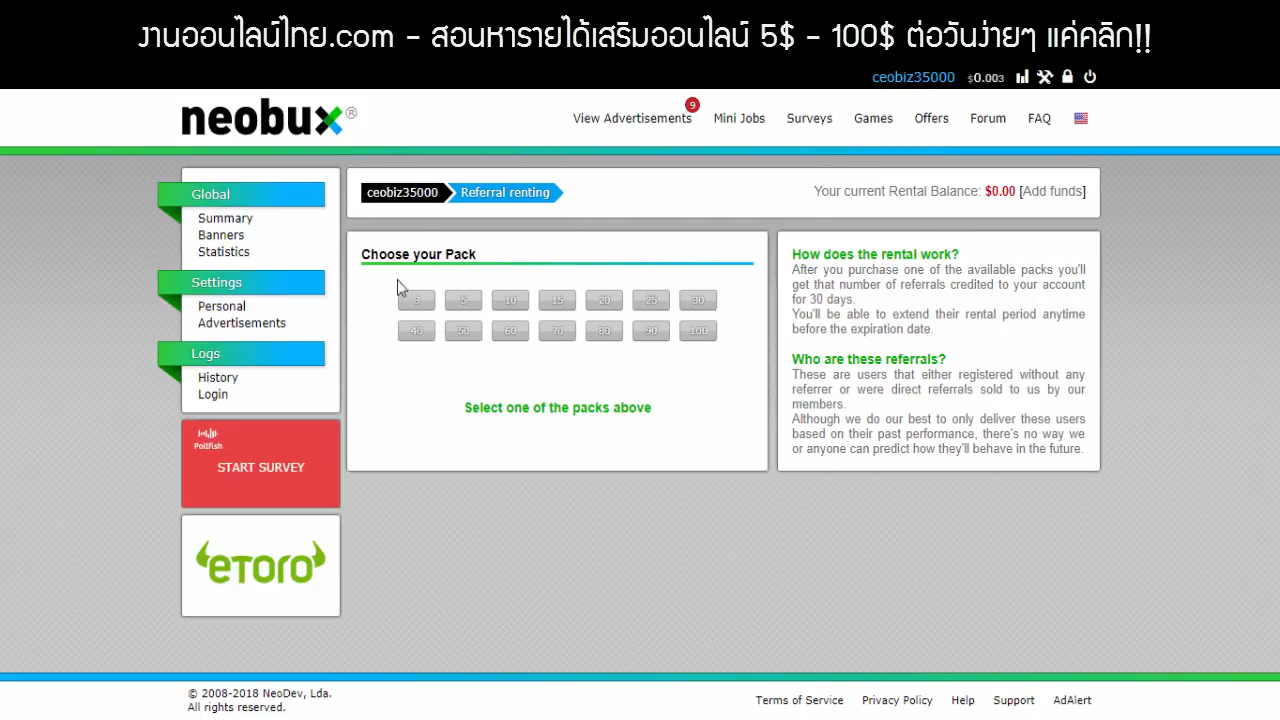 งานออนไลน์ไทย.com - สอนหารายได้เสริมออนไลน์ 5$ - 100$ ต่อวันง่ายๆ แค่คลิก!!
ceobiz35000 $0.003
neobux®
View Advertisements 9 Mini Jobs Surveys Games Offers Forum FAQ
Global
Summary
Banners
Statistics
Settings
Personal
Advertisements
Logs
History
Login
Pollfish
START SURVEY
eTORO
ceobiz35000 Referral renting
Your current Rental Balance: $0.00 [Add funds]
Choose your Pack
3 5 10 15 20 25 30
40 50 60 70 80 90 100
Select one of the packs above
How does the rental work?
After you purchase one of the available packs you'll
get that number of referrals credited to your account
for 30 days.
You'll be able to extend their rental period anytime
before the expiration date.
Who are these referrals?
These are users that either registered without any
referrer or were direct referrals sold to us by our
members.
Although we do our best to only deliver these users
based on their past performance, there's no way we
or anyone can predict how they'll behave in the future.
© 2008-2018 NeoDev, Lda.
All rights reserved.
Terms of Service Privacy Policy Help Support AdAlert